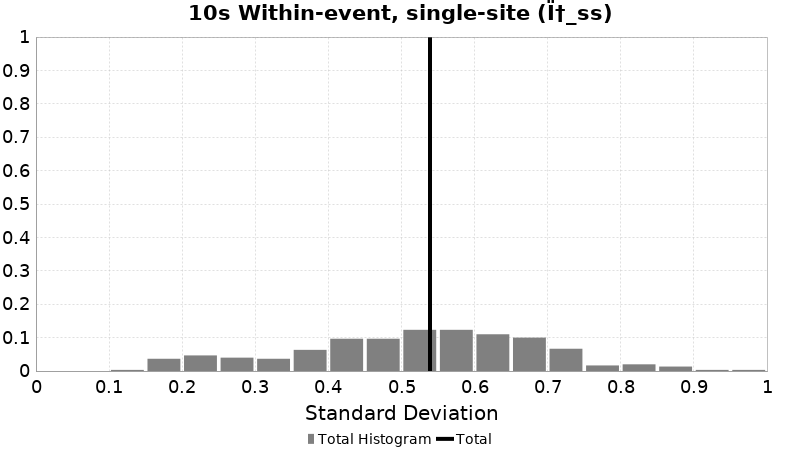 10s Within-event, single-site (Ï†_ss)
1
0.9
0.8
0.7
0.6
0.5
0.4
0.3
0.2
0.1
0
0 0.1 0.2 0.3 0.4 0.5 0.6 0.7 0.8 0.9 1
Standard Deviation
Total Histogram Total